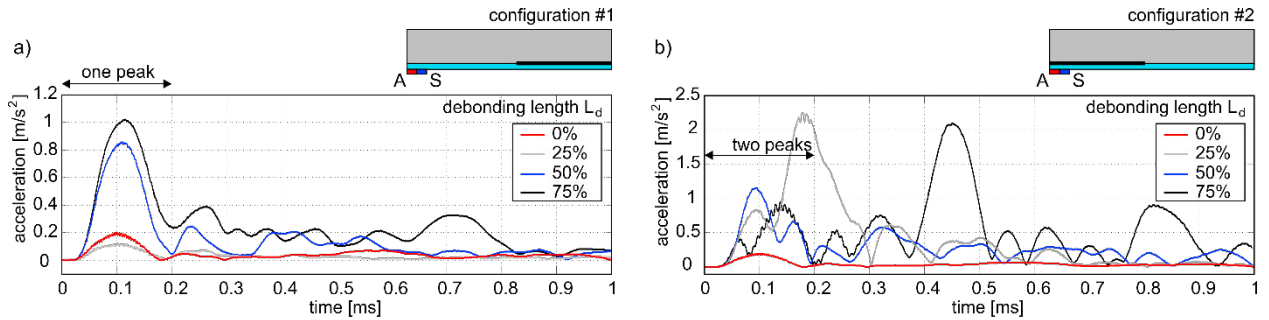 configuration #1
a)
A S
one peak
debonding length L_d
0%
25%
50%
75%
acceleration [m/s²]
1.2
1
0.8
0.6
0.4
0.2
0
0 0.1 0.2 0.3 0.4 0.5 0.6 0.7 0.8 0.9 1
time [ms]
configuration #2
b)
A S
two peaks
debonding length L_d
0%
25%
50%
75%
acceleration [m/s²]
2.5
2
1.5
1
0.5
0
0 0.1 0.2 0.3 0.4 0.5 0.6 0.7 0.8 0.9 1
time [ms]